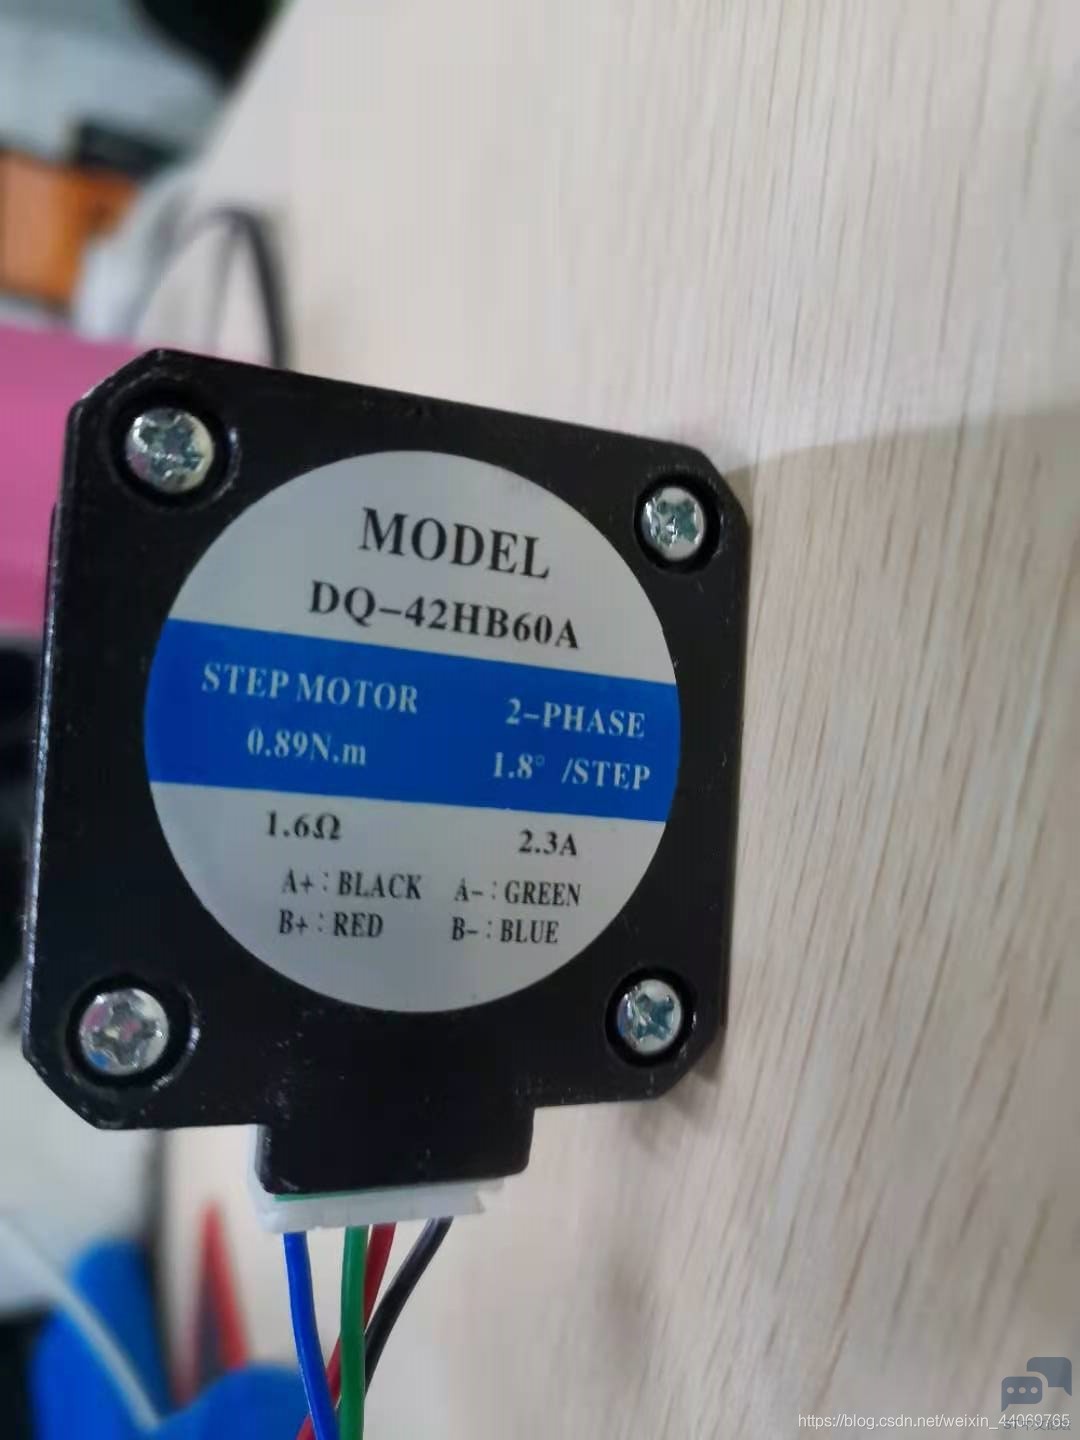 MODEL
DQ-42HB60A
STEP MOTOR 2-PHASE
0.89N.m 1.8° /STEP
1.6Ω 2.3A
A+:BLACK A-:GREEN
B+:RED B-:BLUE
https://blog.csdn.net/weixin_44069765